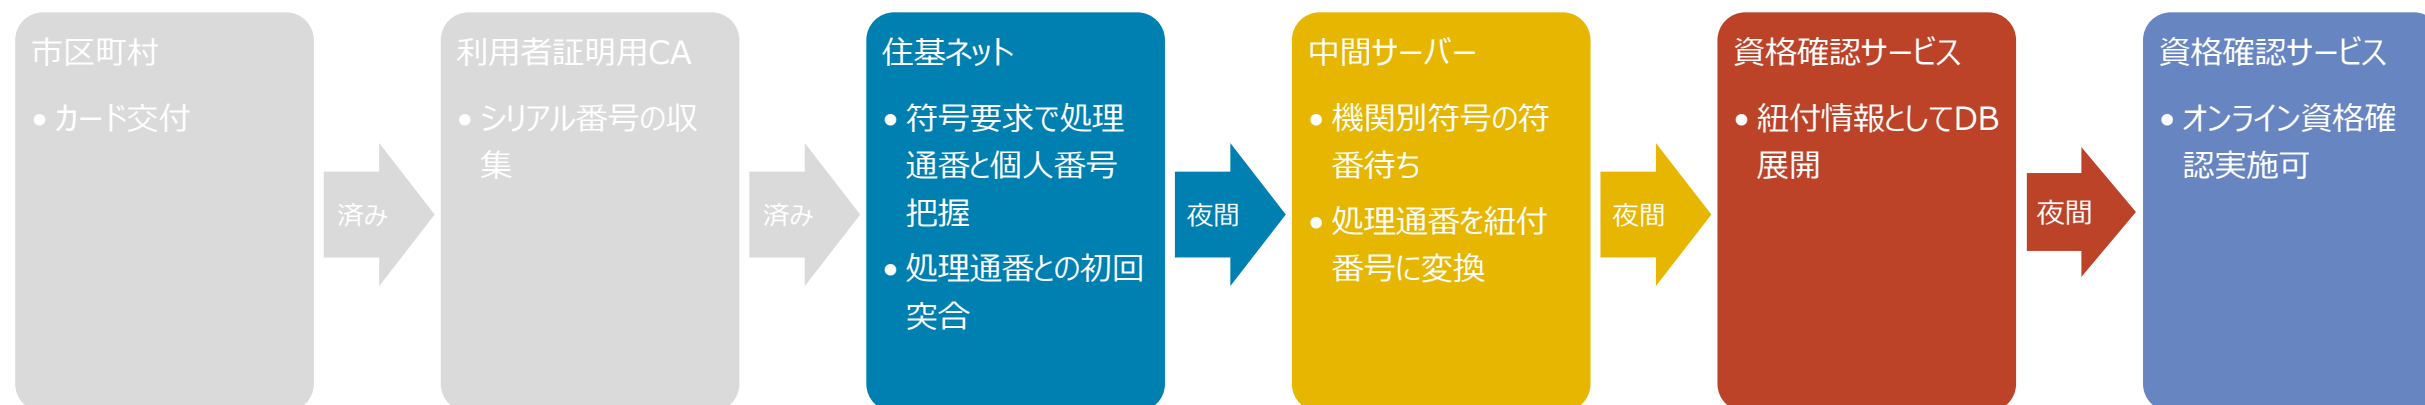 市区町村
• カード交付
済み
利用者証明用CA
• シリアル番号の収
集
済み
住基ネット
• 符号要求で処理
通番と個人番号
把握
• 処理通番との初回
突合
夜間
中間サーバー
• 機関別符号の符
番待ち
• 処理通番を紐付
番号に変換
夜間
資格確認サービス
• 紐付情報としてDB
展開
夜間
資格確認サービス
• オンライン資格確
認実施可